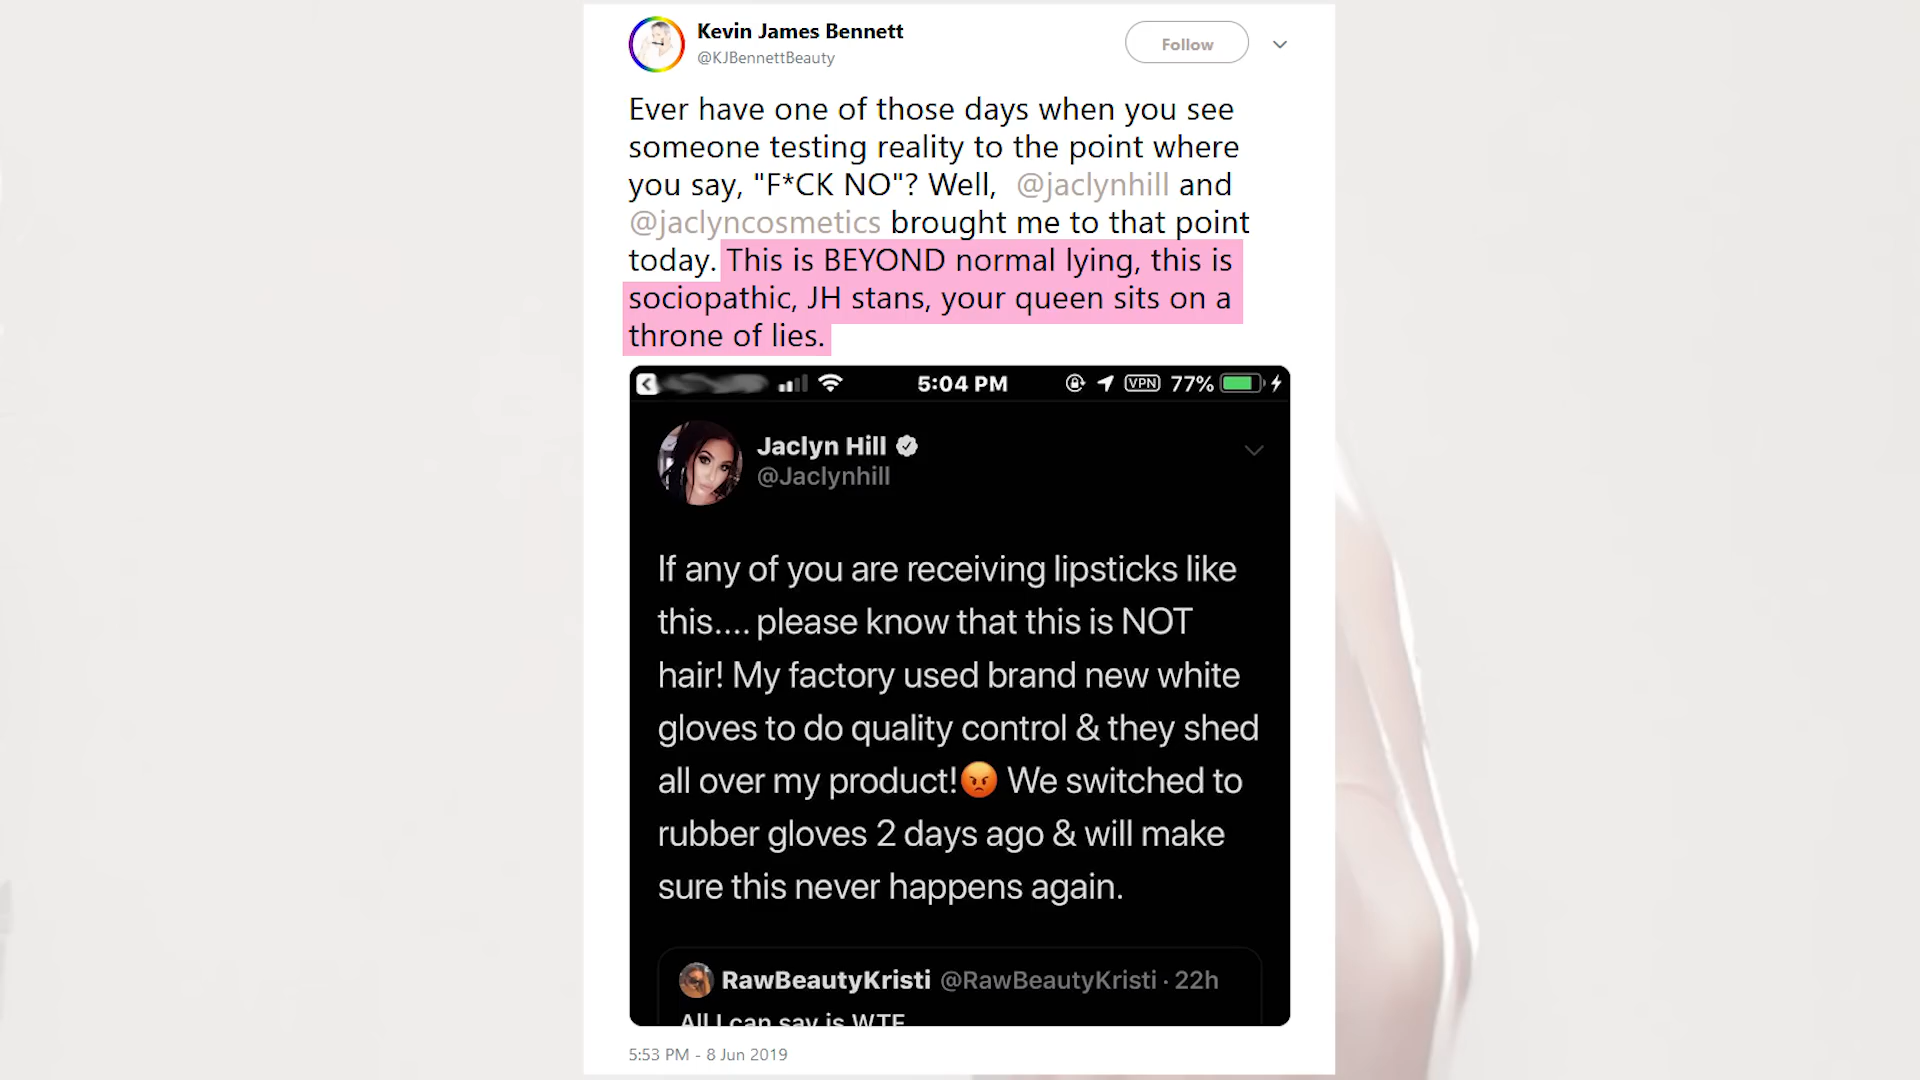 Kevin James Bennett
@KJBennettBeauty
Follow
Ever have one of those days when you see
someone testing reality to the point where
you say, "F*CK NO"? Well, @jaclynhill and
@jaclyncosmetics brought me to that point
today. This is BEYOND normal lying, this is
sociopathic, JH stans, your queen sits on a
throne of lies.
5:04 PM
VPN 77%
Jaclyn Hill
@Jaclynhill
If any of you are receiving lipsticks like
this.... please know that this is NOT
hair! My factory used brand new white
gloves to do quality control & they shed
all over my product!😡 We switched to
rubber gloves 2 days ago & will make
sure this never happens again.
RawBeautyKristi @RawBeautyKristi · 22h
All I can say is WTF
5:53 PM - 8 Jun 2019